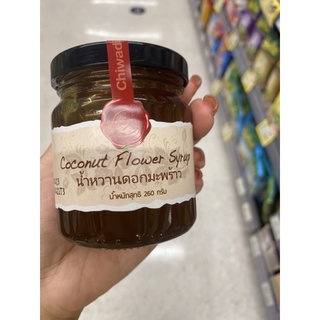 Chiwad
Coconut Flower Syrup
น้ำหวานดอกมะพร้าว
น้ำหนักสุทธิ 260 กรัม